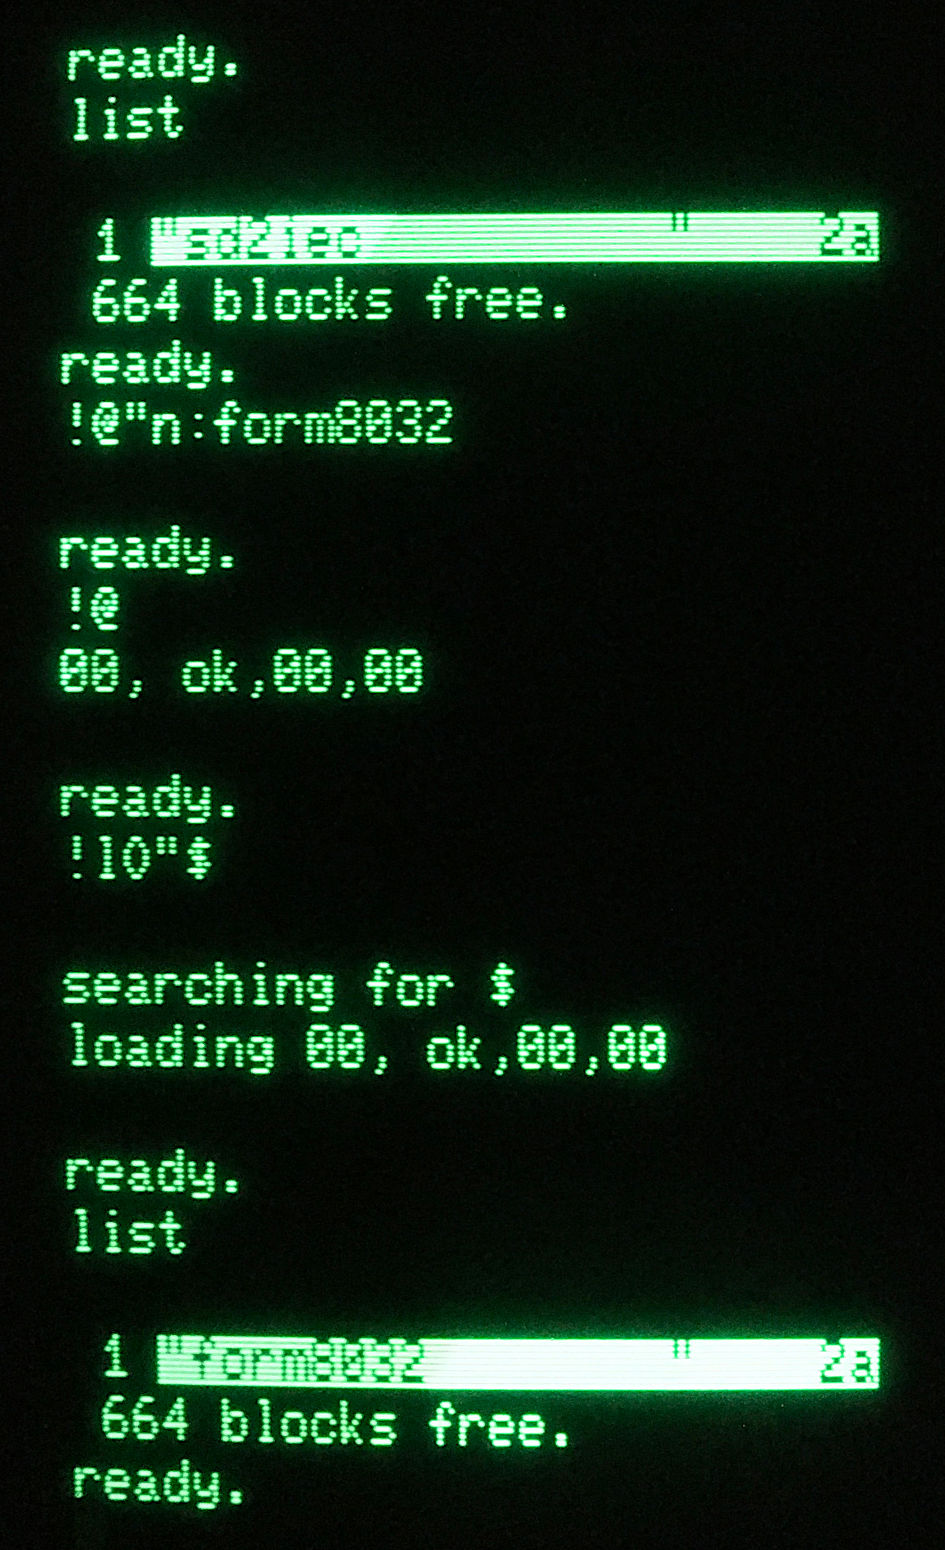 ready.
list
1 "sd2iec " 2a
664 blocks free.
ready.
!@"n:form8032
ready.
!@
00, ok,00,00
ready.
!lO"$
searching for $
loading 00, ok,00,00
ready.
list
1 "form8032 " 2a
664 blocks free.
ready.